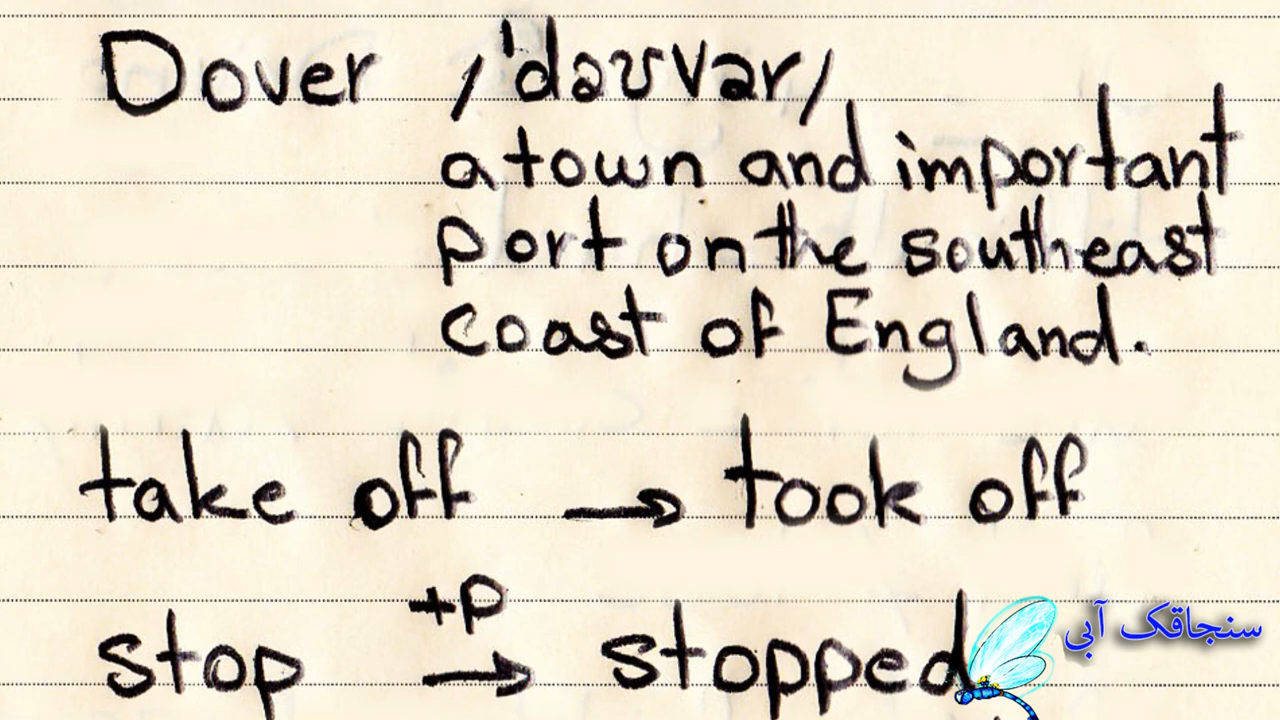 Dover /'dəʊvər/
a town and important
port on the southeast
coast of England.
take off → took off
+p
stop → stopped
سنجاقک آبی